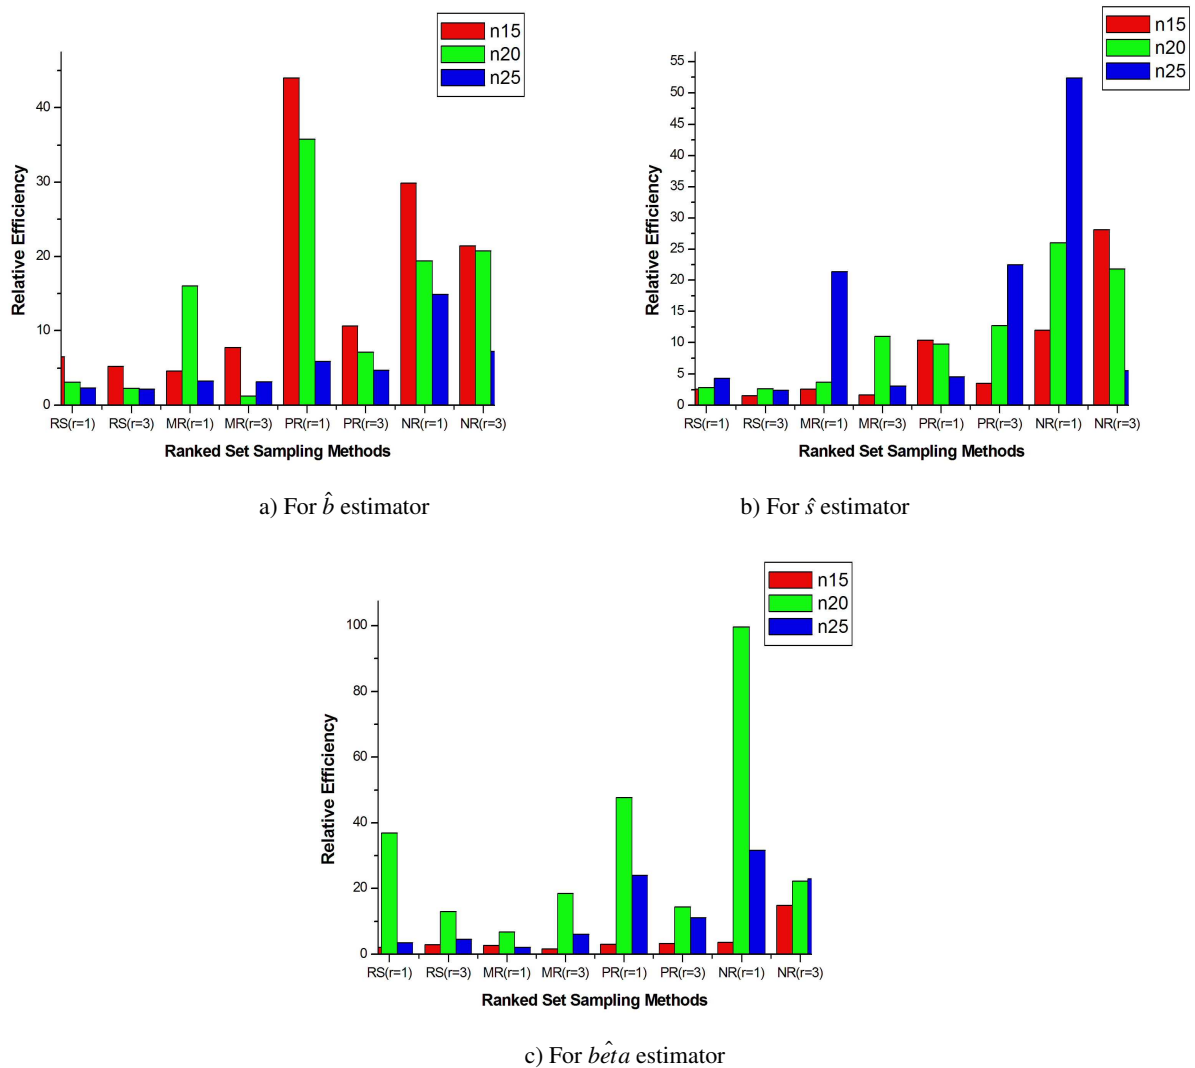 n15
n20
n25
Relative Efficiency
40
30
20
10
0
RS(r=1) RS(r=3) MR(r=1) MR(r=3) PR(r=1) PR(r=3) NR(r=1) NR(r=3)
Ranked Set Sampling Methods
a) For b̂ estimator
n15
n20
n25
Relative Efficiency
55
50
45
40
35
30
25
20
15
10
5
0
RS(r=1) RS(r=3) MR(r=1) MR(r=3) PR(r=1) PR(r=3) NR(r=1) NR(r=3)
Ranked Set Sampling Methods
b) For ŝ estimator
n15
n20
n25
Relative Efficiency
100
80
60
40
20
0
RS(r=1) RS(r=3) MR(r=1) MR(r=3) PR(r=1) PR(r=3) NR(r=1) NR(r=3)
Ranked Set Sampling Methods
c) For bet̂a estimator